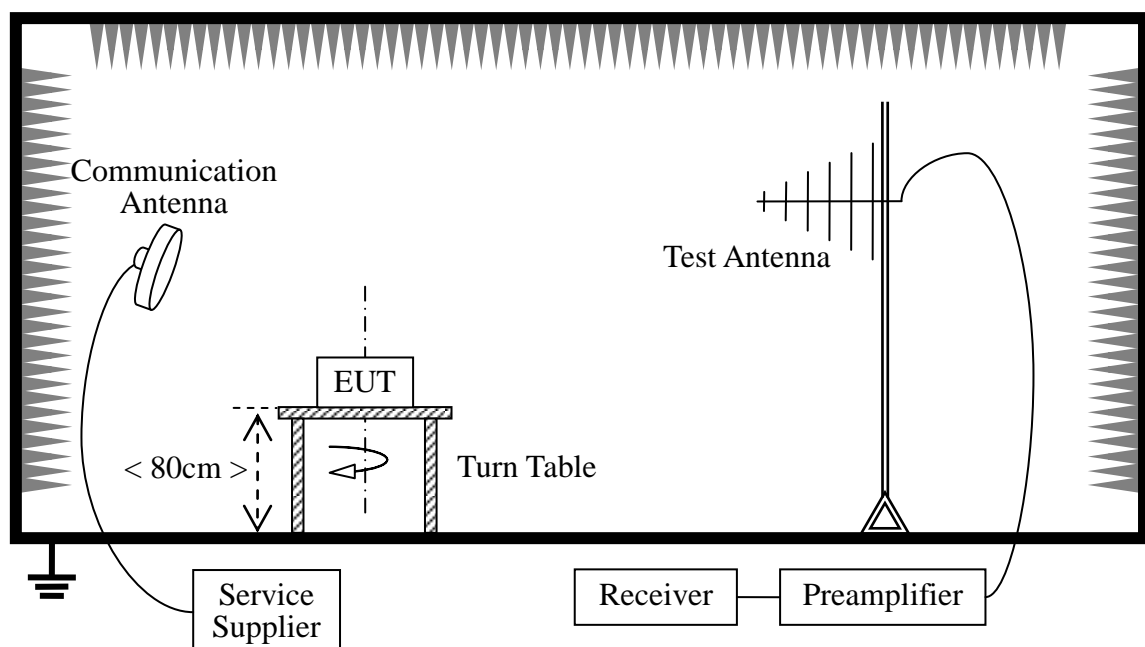 Communication
Antenna
Test Antenna
EUT
< 80cm >
Turn Table
Service
Supplier
Receiver
Preamplifier